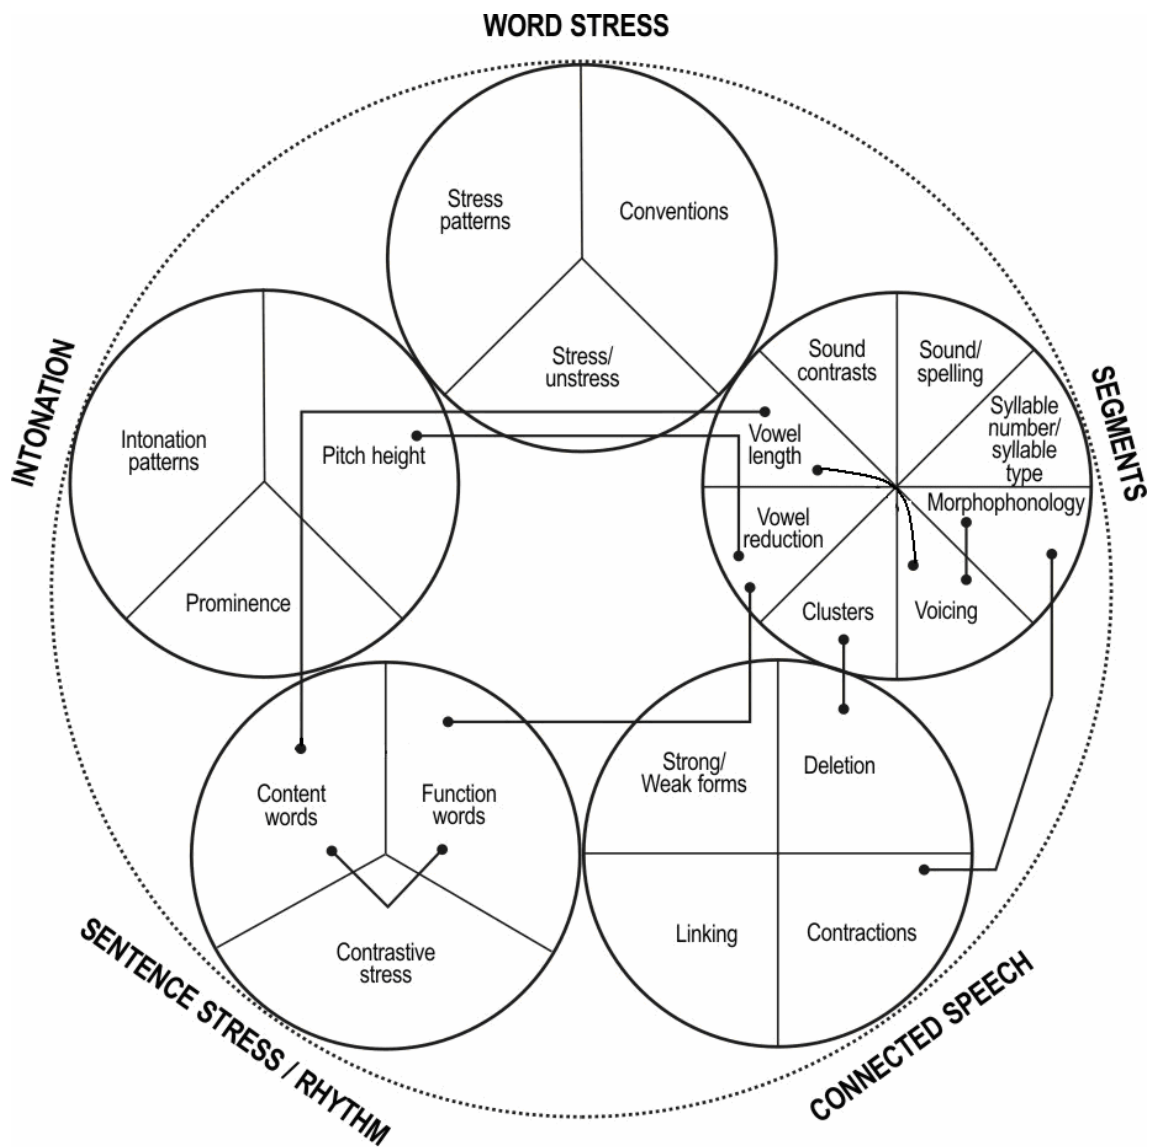 WORD STRESS
Stress
patterns
Conventions
Stress/
unstress
INTONATION
Intonation
patterns
Pitch height
Prominence
SEGMENTS
Sound
contrasts
Sound/
spelling
Syllable
number/
syllable
type
Vowel
length
Morphophonology
Vowel
reduction
Clusters
Voicing
SENTENCE STRESS / RHYTHM
Content
words
Function
words
Contrastive
stress
CONNECTED SPEECH
Strong/
Weak forms
Deletion
Linking
Contractions